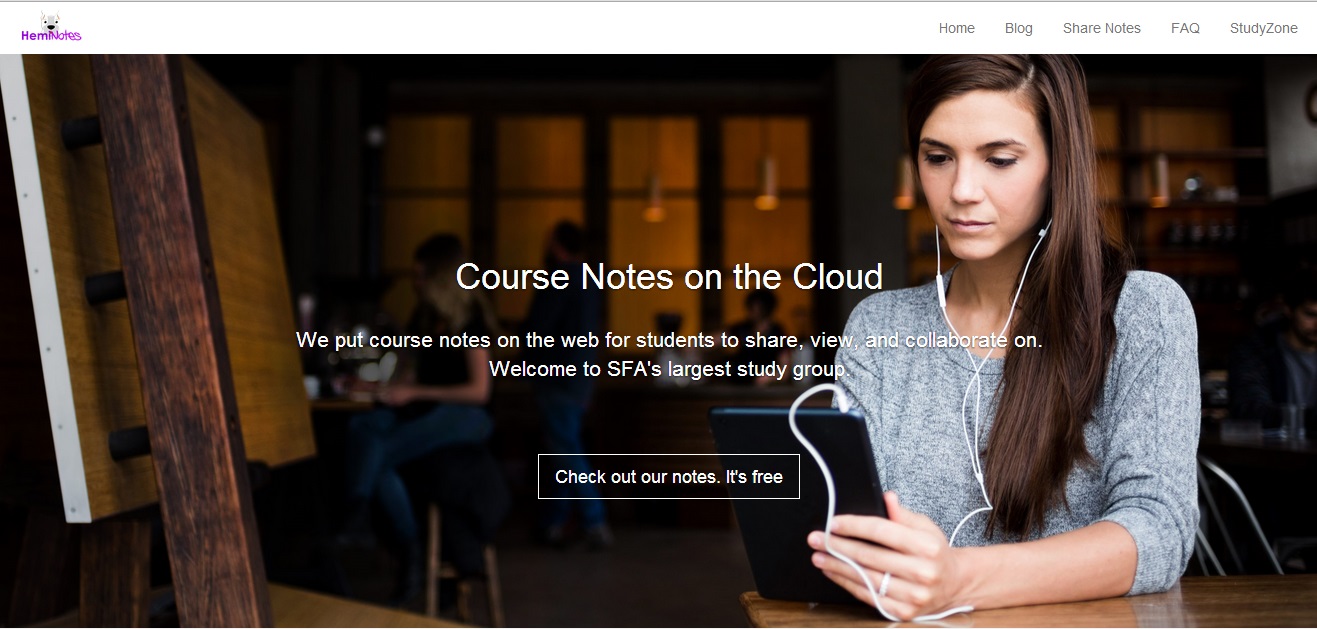 HemiNotes
Home Blog Share Notes FAQ StudyZone
Course Notes on the Cloud
We put course notes on the web for students to share, view, and collaborate on.
Welcome to SFA's largest study group.
Check out our notes. It's free